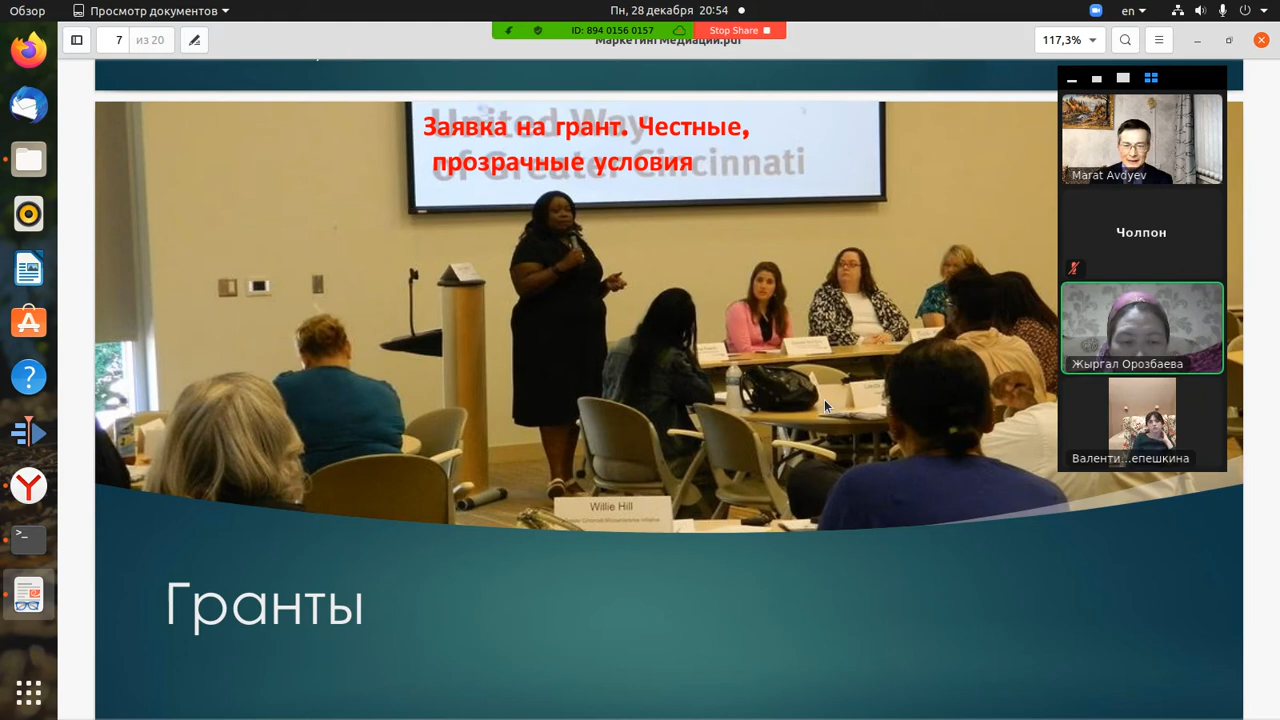 Обзор
Просмотр документов
Пн, 28 декабря 20:54
en
7 из 20
ID: 894 0156 0157
Stop Share
МаркетингМедиации.pdf
117,3%
United Way
of Greater Cincinnati
Заявка на грант. Честные,
прозрачные условия
Marat Avdyev
Чолпон
Жыргал Орозбаева
Валенти...епешкина
Willie Hill
Гранты